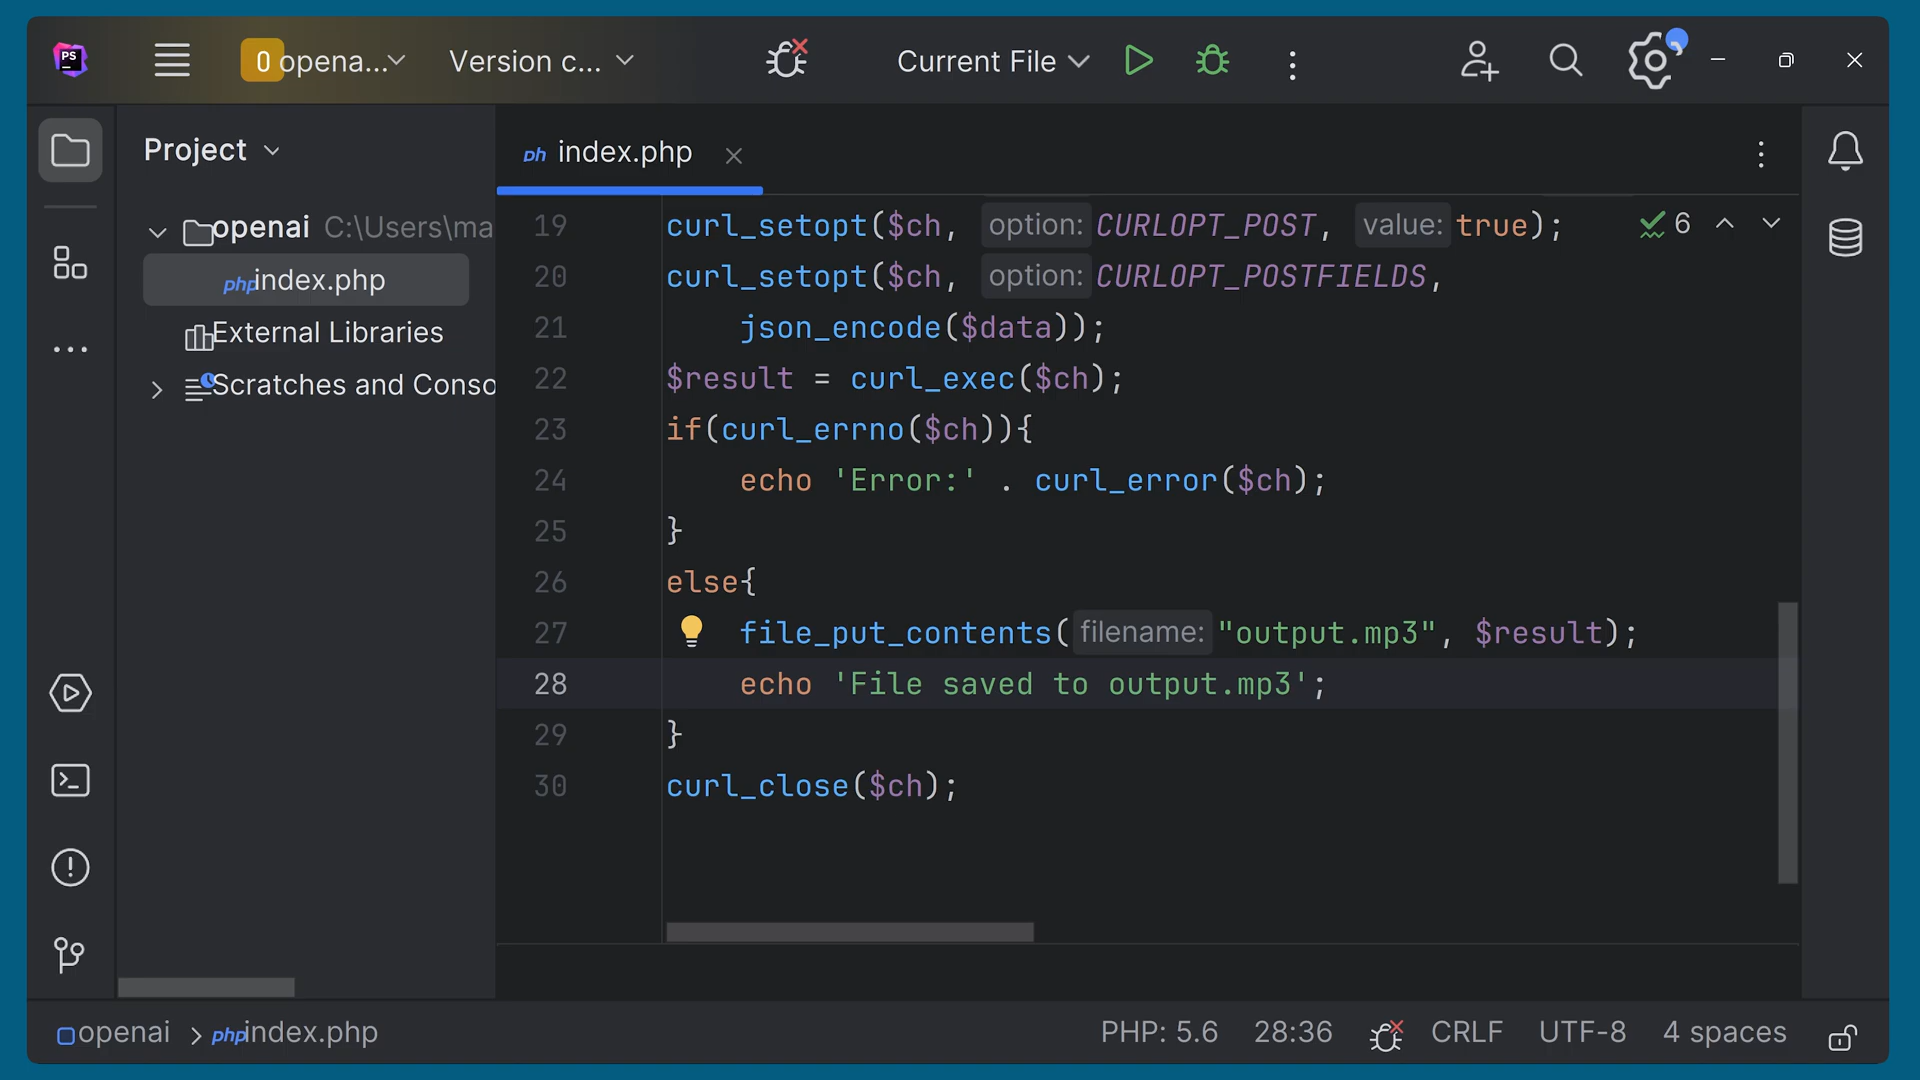 PS
0 opena...
Version c...
Current File
Project
ph index.php
openai C:\Users\ma
php index.php
External Libraries
Scratches and Conso
6
19 curl_setopt($ch, option: CURLOPT_POST, value: true);
20 curl_setopt($ch, option: CURLOPT_POSTFIELDS,
21 json_encode($data));
22 $result = curl_exec($ch);
23 if(curl_errno($ch)){
24 echo 'Error:' . curl_error($ch);
25 }
26 else{
27 file_put_contents( filename: "output.mp3", $result);
28 echo 'File saved to output.mp3';
29 }
30 curl_close($ch);
openai > php index.php
PHP: 5.6 28:36 CRLF UTF-8 4 spaces